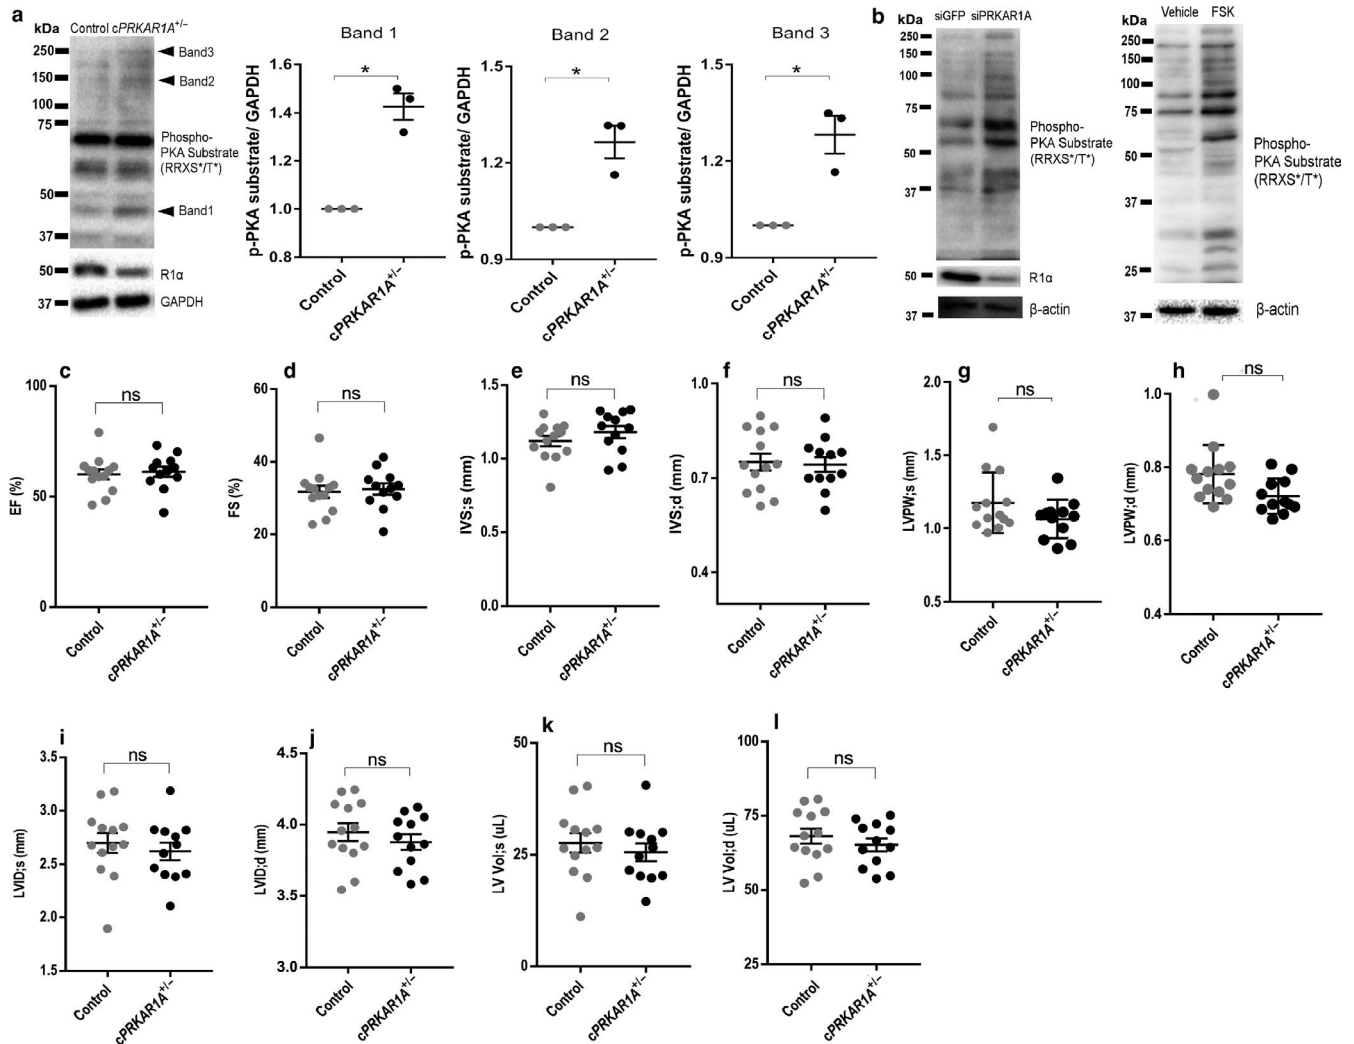 a
kDa
Control cPRKAR1A+/−
250
150
100
75
50
37
50
37
Band3
Band2
Phospho-
PKA Substrate
(RRXS*/T*)
Band1
R1α
GAPDH
Band 1
p-PKA substrate/ GAPDH
1.6
1.4
1.2
1.0
0.8
*
Control
cPRKAR1A+/−
Band 2
p-PKA substrate/ GAPDH
1.5
1.2
0.9
*
Control
cPRKAR1A+/−
Band 3
p-PKA substrate/ GAPDH
1.5
1.2
0.9
*
Control
cPRKAR1A+/−
b
kDa
siGFP siPRKAR1A
250
150
100
75
50
37
50
37
Phospho-
PKA Substrate
(RRXS*/T*)
R1α
β-actin
kDa
Vehicle FSK
250
150
100
75
50
37
25
37
Phospho-
PKA Substrate
(RRXS*/T*)
β-actin
c
EF (%)
100
50
0
ns
Control
cPRKAR1A+/−
d
FS (%)
60
40
20
0
ns
Control
cPRKAR1A+/−
e
IVS;s (mm)
1.5
1.0
0.5
0.0
ns
Control
cPRKAR1A+/−
f
IVS;d (mm)
1.0
0.7
0.4
ns
Control
cPRKAR1A+/−
g
LVPW;s (mm)
2.0
1.5
1.0
0.5
ns
Control
cPRKAR1A+/−
h
LVPW;d (mm)
1.0
0.8
0.6
0.4
ns
Control
cPRKAR1A+/−
i
LVID;s (mm)
3.5
3.0
2.5
2.0
1.5
ns
Control
cPRKAR1A+/−
j
LVID;d (mm)
4.5
4.0
3.5
3.0
ns
Control
cPRKAR1A+/−
k
LV Vol;s (uL)
50
25
0
ns
Control
cPRKAR1A+/−
l
LV Vol;d (uL)
100
75
50
25
ns
Control
cPRKAR1A+/−